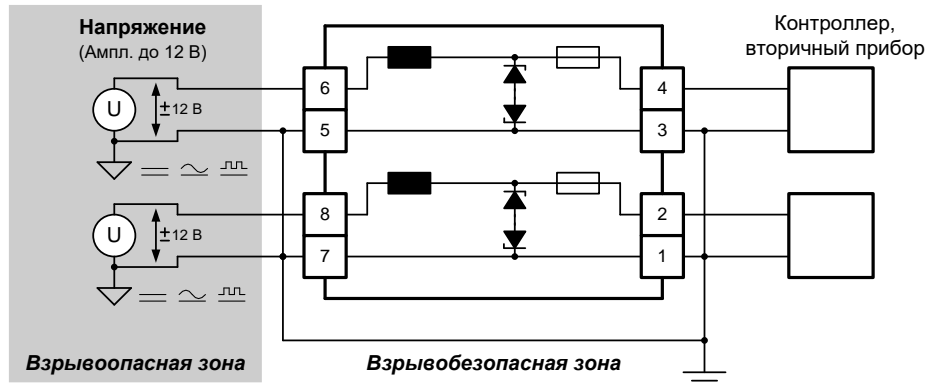 Напряжение
(Ампл. до 12 В)
Контроллер,
вторичный прибор
U
±12 В
6
5
4
3
U
±12 В
8
7
2
1
Взрывоопасная зона
Взрывобезопасная зона